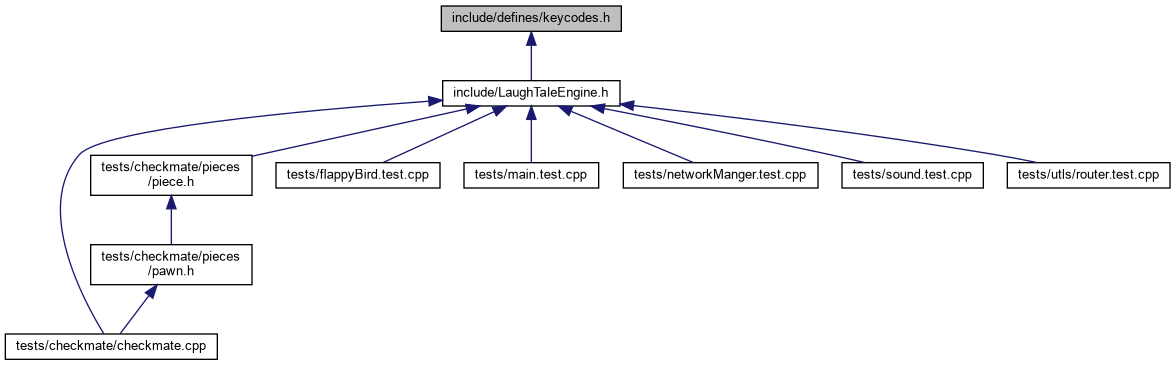 include/defines/keycodes.h
include/LaughTaleEngine.h
tests/checkmate/pieces
/piece.h
tests/flappyBird.test.cpp
tests/main.test.cpp
tests/networkManger.test.cpp
tests/sound.test.cpp
tests/utls/router.test.cpp
tests/checkmate/pieces
/pawn.h
tests/checkmate/checkmate.cpp